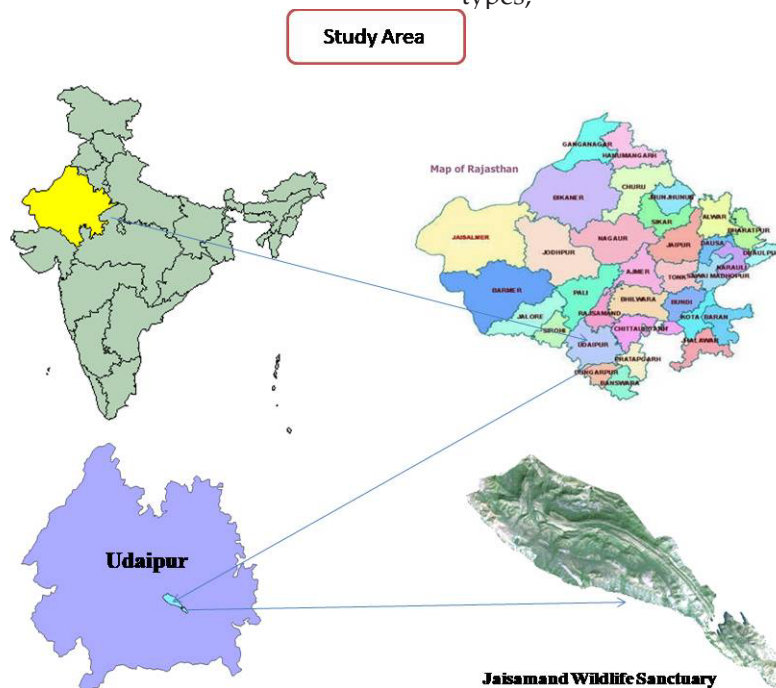 types,
Study Area
Map of Rajasthan
GANGANAGAR
HANUMANGARH
BIKANER
CHURU
JHUNJHUNUN
SIKAR
ALWAR
BHARATPUR
JAISALMER
JODHPUR
NAGAUR
JAIPUR
DAUSA
DHAULPUR
KARAULI
AJMER
TONK
SAWAI MADHOPUR
BARMER
PALI
BHILWARA
BUNDI
JALORE
RAJSAMAND
KOTA
BARAN
SIROHI
CHITTAURGARH
UDAIPUR
JHALAWAR
PRATAPGARH
DUNGARPUR
BANSWARA
Udaipur
Jaisamand Wildlife Sanctuary